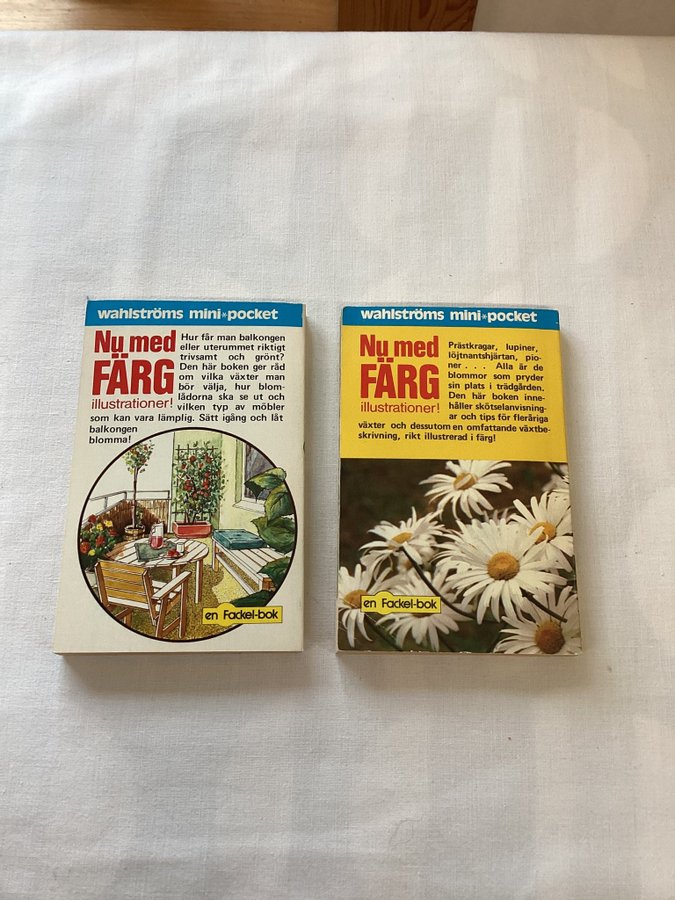 wahlströms mini*pocket
Nu med
FÄRG
illustrationer!
Hur får man balkongen
eller uterummet riktigt
trivsamt och grönt?
Den här boken ger råd
om vilka växter man
bör välja, hur blom-
lådorna ska se ut och
vilken typ av möbler
som kan vara lämplig. Sätt igång och låt
balkongen
blomma!
en Fackel-bok
wahlströms mini*pocket
Nu med
FÄRG
illustrationer!
Prästkragar, lupiner,
löjtnantshjärtan, pio-
ner . . . Alla är de
blommor som pryder
sin plats i trädgården.
Den här boken inne-
håller skötselanvisning-
ar och tips för fleråriga
växter och dessutom en omfattande växtbe-
skrivning, rikt illustrerad i färg!
en Fackel-bok